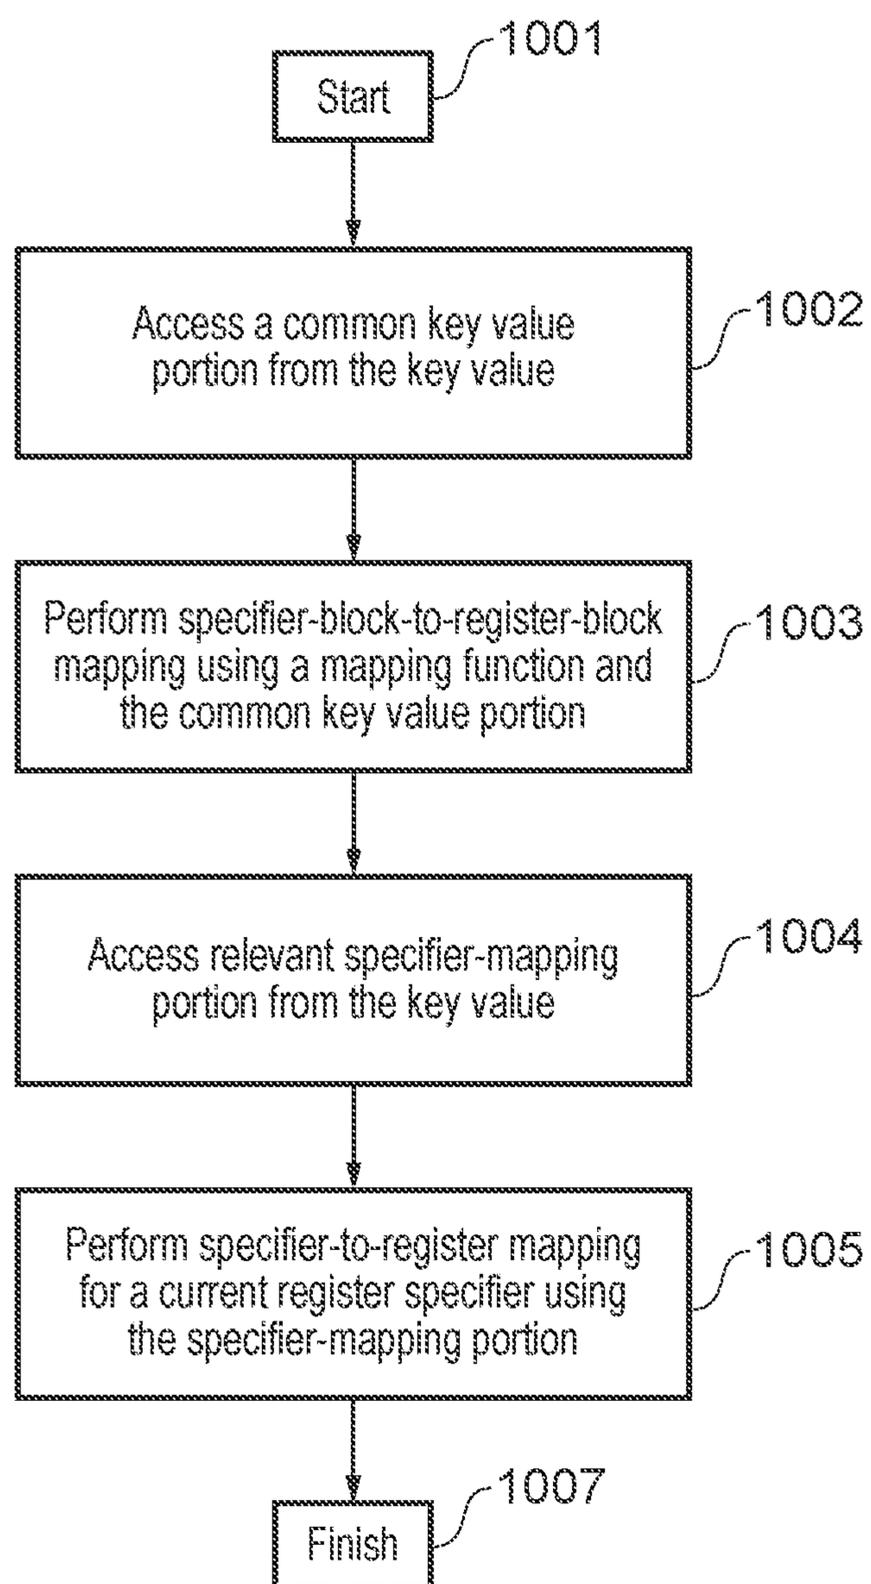 1001
Start
1002
Access a common key value
portion from the key value
1003
Perform specifier-block-to-register-block
mapping using a mapping function and
the common key value portion
1004
Access relevant specifier-mapping
portion from the key value
1005
Perform specifier-to-register mapping
for a current register specifier using
the specifier-mapping portion
1007
Finish